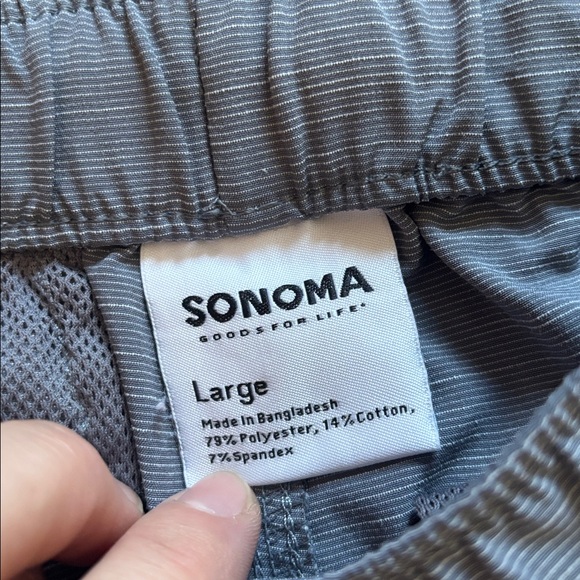 SONOMA
GOODS FOR LIFE®
Large
Made In Bangladesh
79% Polyester, 14% Cotton,
7% Spandex